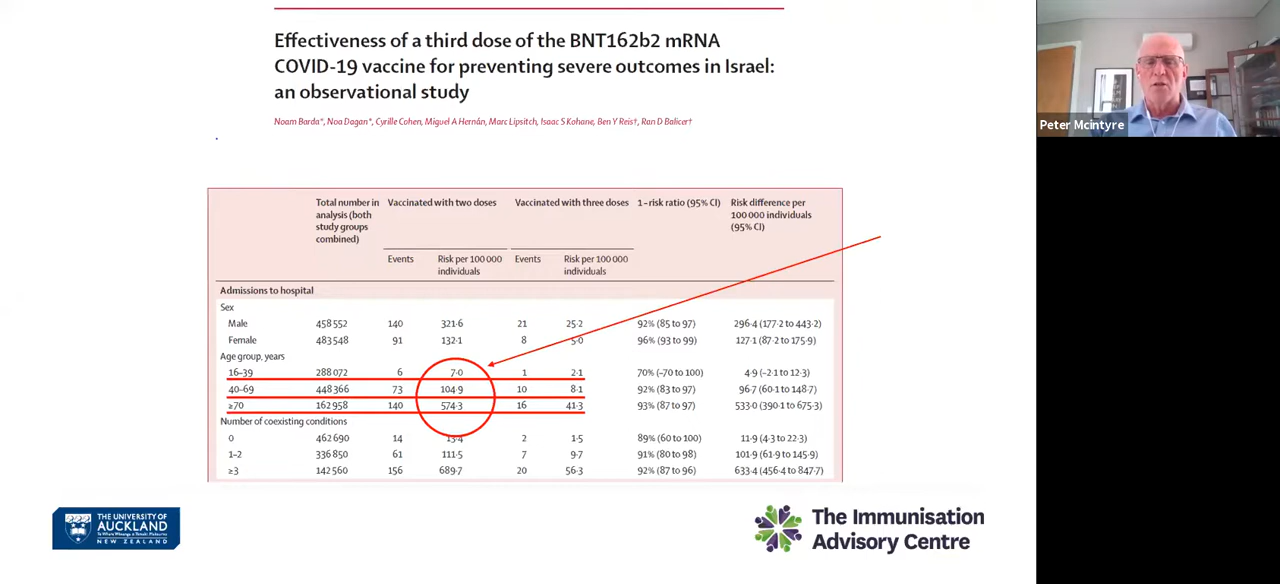 Effectiveness of a third dose of the BNT162b2 mRNA
COVID-19 vaccine for preventing severe outcomes in Israel:
an observational study
Noam Barda*, Noa Dagan*, Cyrille Cohen, Miguel A Hernán, Marc Lipsitch, Isaac S Kohane, Ben Y Reis†, Ran D Balicer†
Peter Mcintyre
Total number in analysis (both study groups combined) Vaccinated with two doses Vaccinated with three doses 1–risk ratio (95% CI) Risk difference per 100 000 individuals (95% CI)
Events Risk per 100 000 individuals Events Risk per 100 000 individuals
Admissions to hospital
Sex
Male 458 552 140 321·6 21 25·2 92% (85 to 97) 296·4 (177·2 to 443·2)
Female 483 548 91 132·1 8 5·0 96% (93 to 99) 127·1 (87·2 to 175·9)
Age group, years
16–39 288 072 6 7·0 1 2·1 70% (–70 to 100) 4·9 (–2·1 to 12·3)
40–69 448 366 73 104·9 10 8·1 92% (83 to 97) 96·7 (60·1 to 148·7)
≥70 162 958 140 574·3 16 41·3 93% (87 to 97) 533·0 (390·1 to 675·3)
Number of coexisting conditions
0 462 690 14 13·4 2 1·5 89% (60 to 100) 11·9 (4·3 to 22·3)
1–2 336 850 61 111·5 7 9·7 91% (80 to 98) 101·9 (61·9 to 145·9)
≥3 142 560 156 689·7 20 56·3 92% (87 to 96) 633·4 (456·4 to 847·7)
THE UNIVERSITY OF
AUCKLAND
NEW ZEALAND
The Immunisation
Advisory Centre